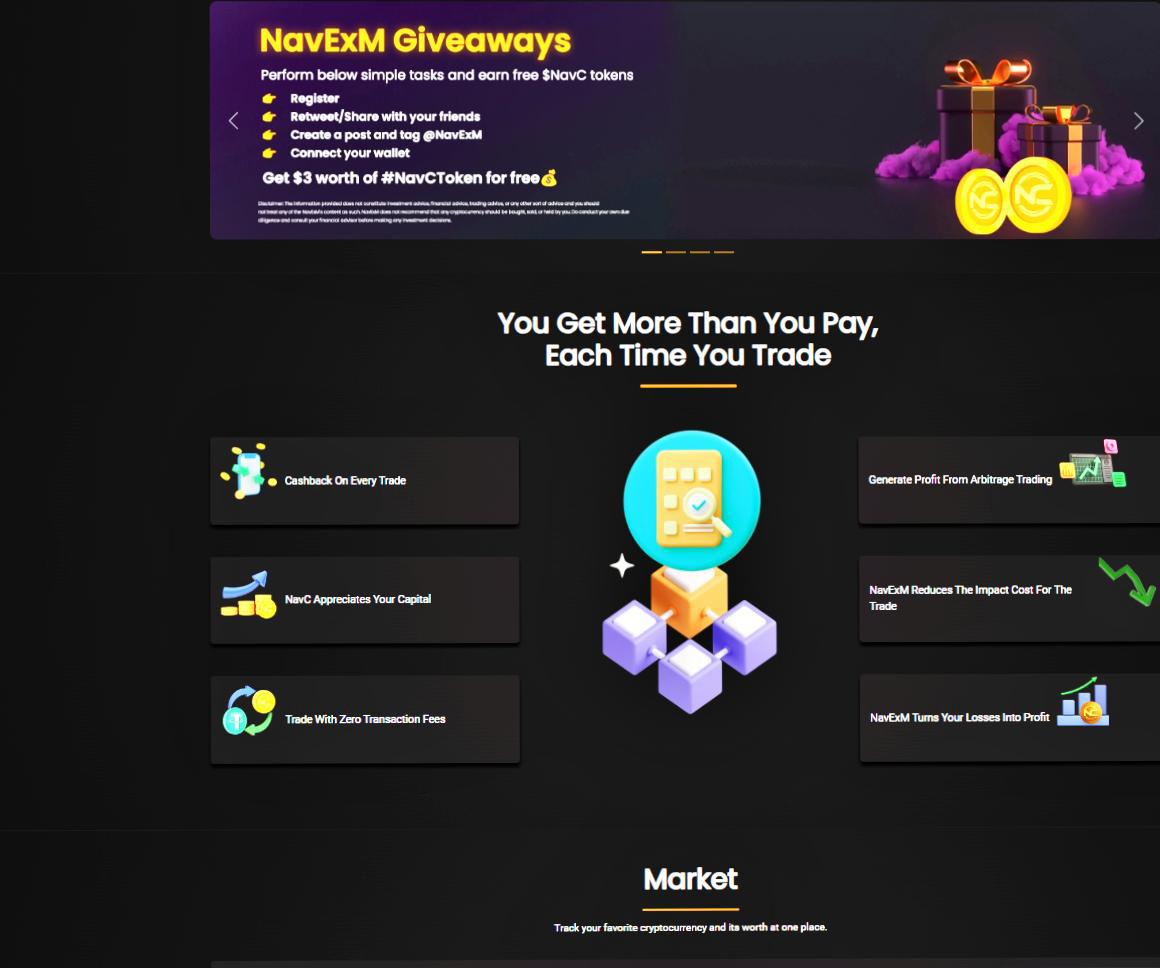 NavExM Giveaways
Perform below simple tasks and earn free $NavC tokens
👉 Register
👉 Retweet/Share with your friends
👉 Create a post and tag @NavExM
👉 Connect your wallet
Get $3 worth of #NavCToken for free💰
Disclaimer: The information provided does not constitute investment advice, financial advice, trading advice, or any other sort of advice and you should
not treat any of the NavExM's content as such. NavExM does not recommend that any cryptocurrency should be bought, sold, or held by you. Do conduct your own due
diligence and consult your financial advisor before making any investment decisions.
You Get More Than You Pay,
Each Time You Trade
Cashback On Every Trade
Generate Profit From Arbitrage Trading
NavC Appreciates Your Capital
NavExM Reduces The Impact Cost For The
Trade
Trade With Zero Transaction Fees
NavExM Turns Your Losses Into Profit
Market
Track your favorite cryptocurrency and its worth at one place.